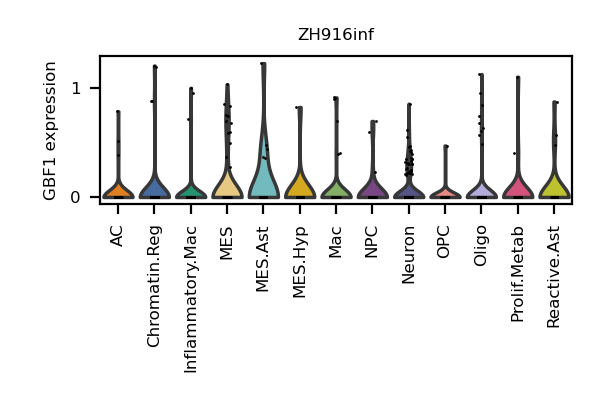 ZH916inf
GBF1 expression
1
0
AC
Chromatin.Reg
Inflammatory.Mac
MES
MES.Ast
MES.Hyp
Mac
NPC
Neuron
OPC
Oligo
Prolif.Metab
Reactive.Ast